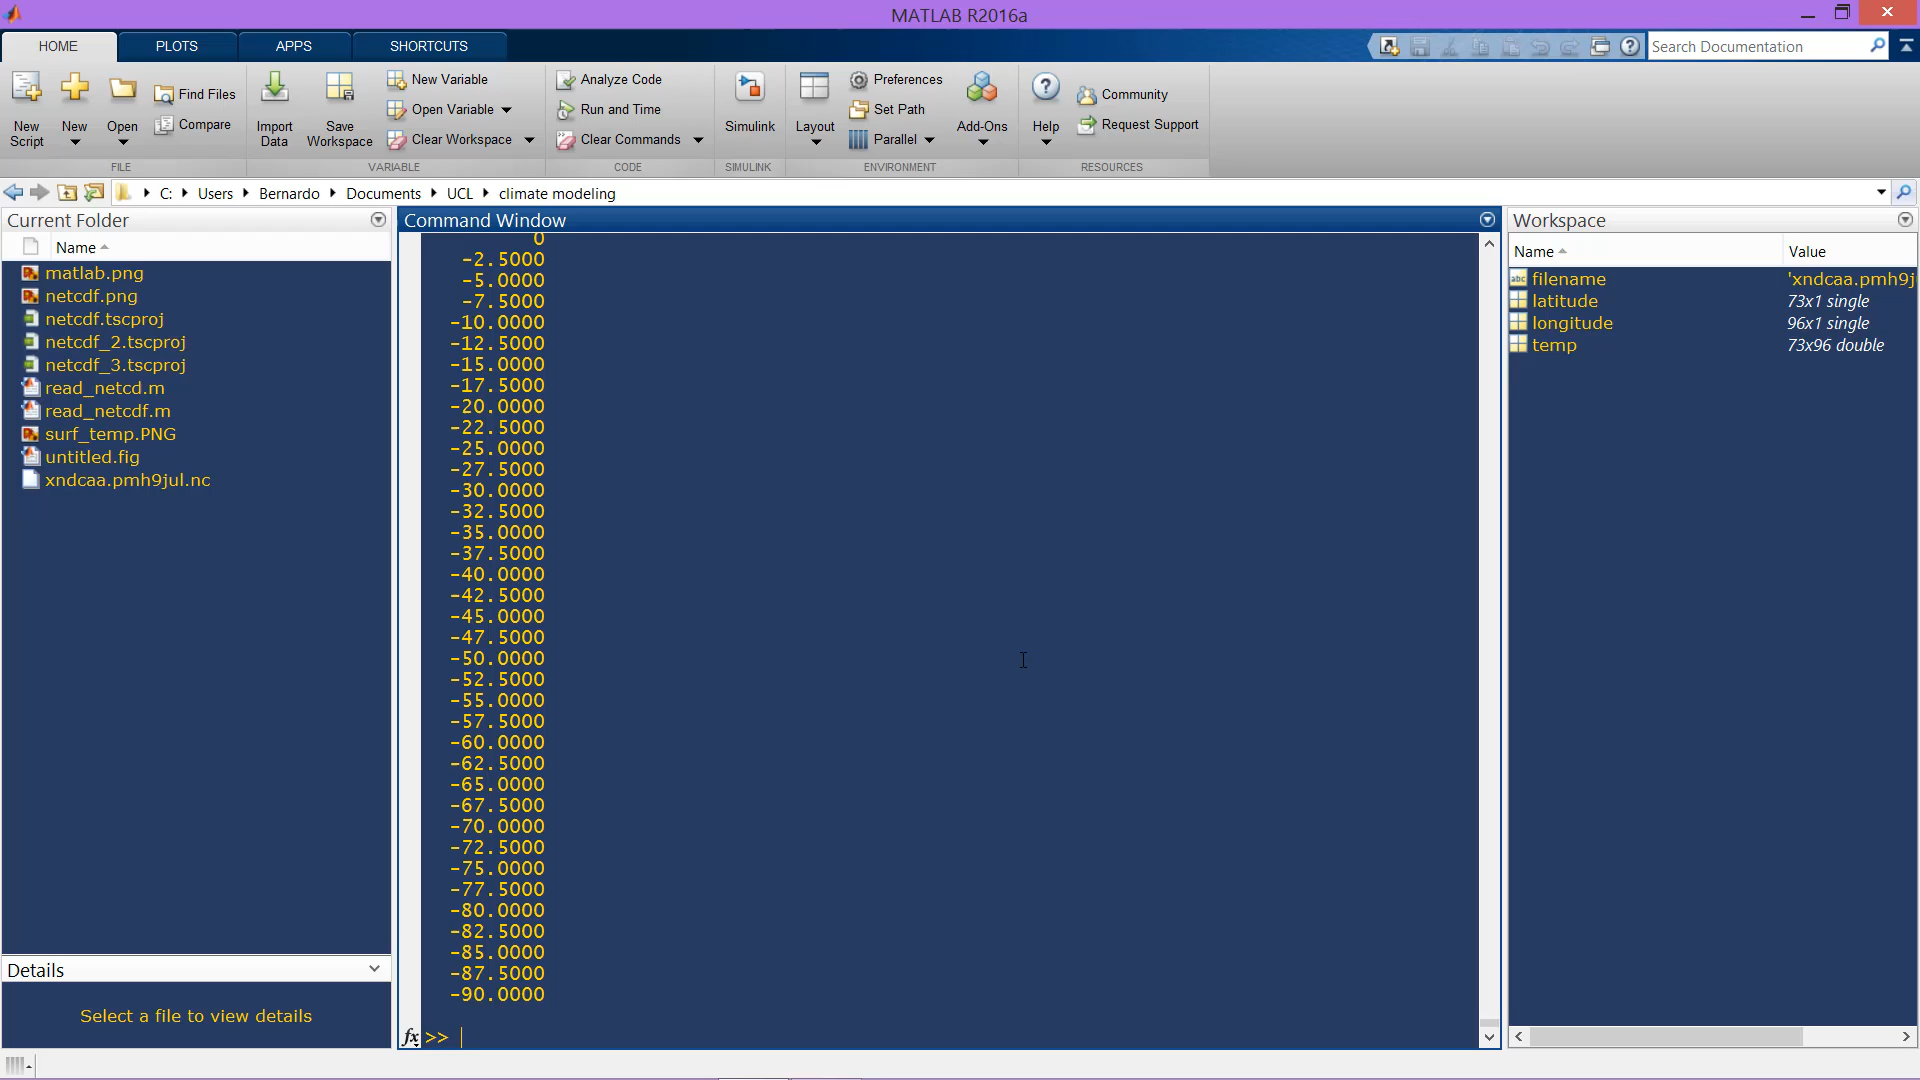 MATLAB R2016a
HOME
PLOTS
APPS
SHORTCUTS
Search Documentation
New Script
New
Open
Find Files
Compare
FILE
Import Data
Save Workspace
New Variable
Open Variable
Clear Workspace
VARIABLE
Analyze Code
Run and Time
Clear Commands
CODE
Simulink
SIMULINK
Layout
Preferences
Set Path
Parallel
Add-Ons
ENVIRONMENT
Help
Community
Request Support
RESOURCES
C: Users Bernardo Documents UCL climate modeling
Current Folder
Name
matlab.png
netcdf.png
netcdf.tscproj
netcdf_2.tscproj
netcdf_3.tscproj
read_netcd.m
read_netcdf.m
surf_temp.PNG
untitled.fig
xndcaa.pmh9jul.nc
Details
Select a file to view details
Command Window
0
-2.5000
-5.0000
-7.5000
-10.0000
-12.5000
-15.0000
-17.5000
-20.0000
-22.5000
-25.0000
-27.5000
-30.0000
-32.5000
-35.0000
-37.5000
-40.0000
-42.5000
-45.0000
-47.5000
-50.0000
-52.5000
-55.0000
-57.5000
-60.0000
-62.5000
-65.0000
-67.5000
-70.0000
-72.5000
-75.0000
-77.5000
-80.0000
-82.5000
-85.0000
-87.5000
-90.0000
fx >>
Workspace
Name Value
filename 'xndcaa.pmh9j
latitude 73x1 single
longitude 96x1 single
temp 73x96 double